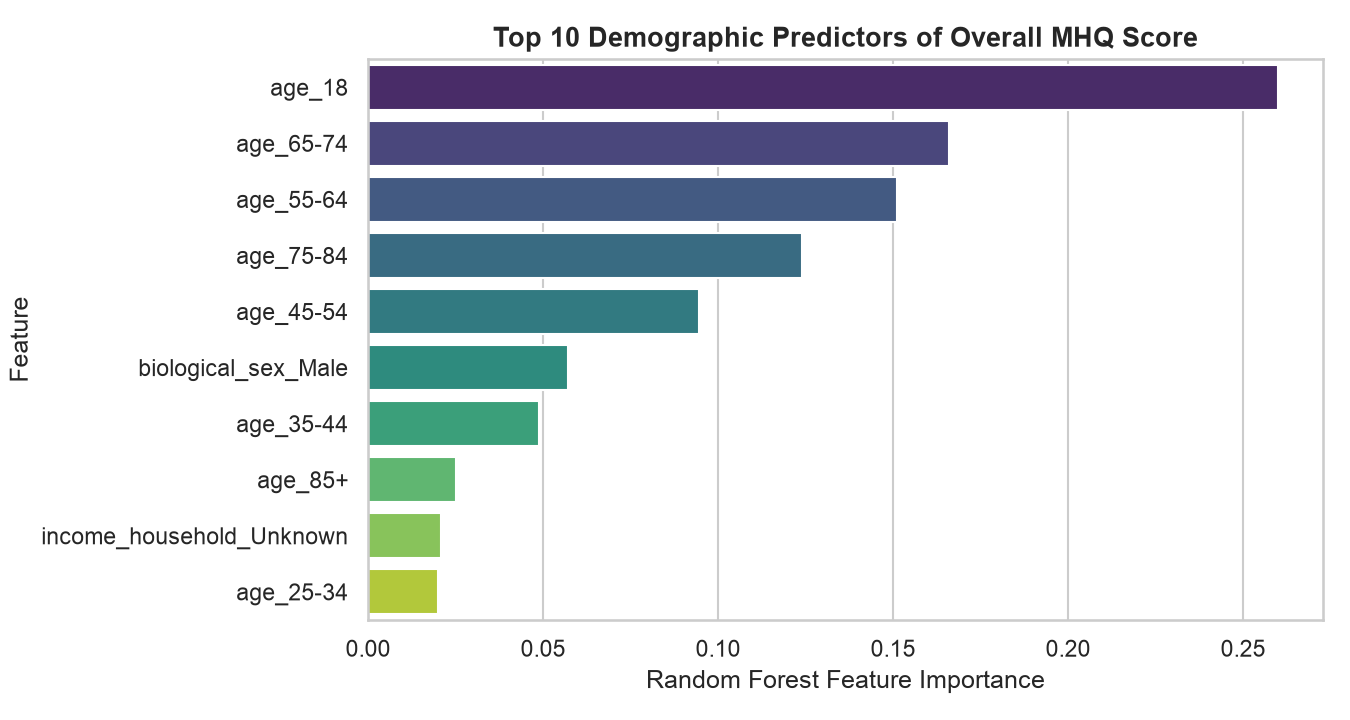 Top 10 Demographic Predictors of Overall MHQ Score
age_18
age_65-74
age_55-64
age_75-84
age_45-54
biological_sex_Male
age_35-44
age_85+
income_household_Unknown
age_25-34
Feature
0.00 0.05 0.10 0.15 0.20 0.25
Random Forest Feature Importance